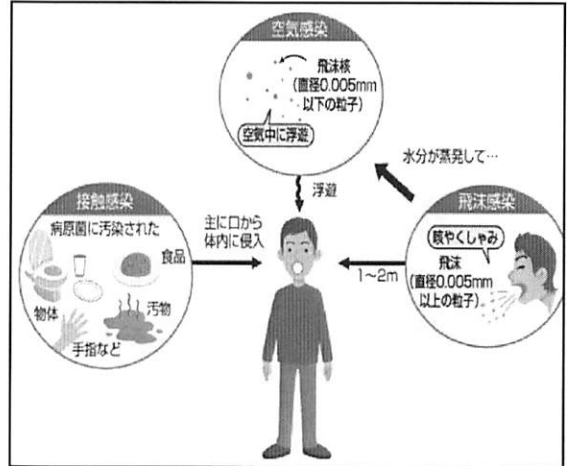 空気感染
飛沫核
(直径0.005mm
以下の粒子)
空気中に浮遊
水分が蒸発して…
浮遊
接触感染
病原菌に汚染された
食品
物体
汚物
手指など
主に口から
体内に侵入
飛沫感染
咳やくしゃみ
飛沫
(直径0.005mm
以上の粒子)
1~2m